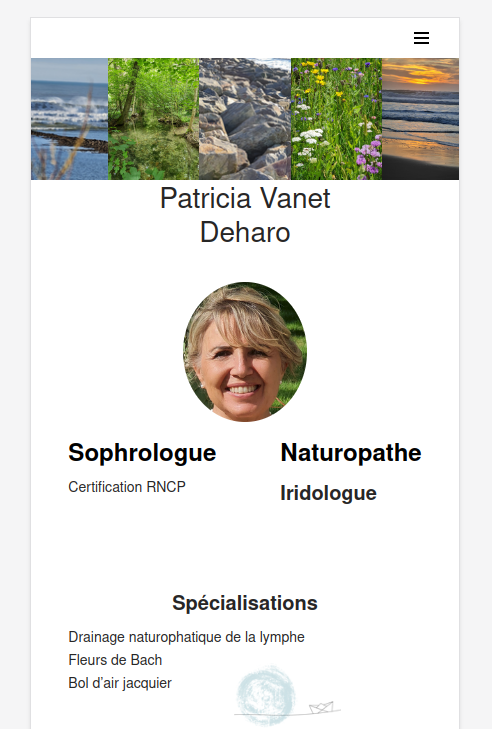 Patricia Vanet
Deharo
Sophrologue
Certification RNCP
Naturopathe
Iridologue
Spécialisations
Drainage naturophatique de la lymphe
Fleurs de Bach
Bol d'air jacquier